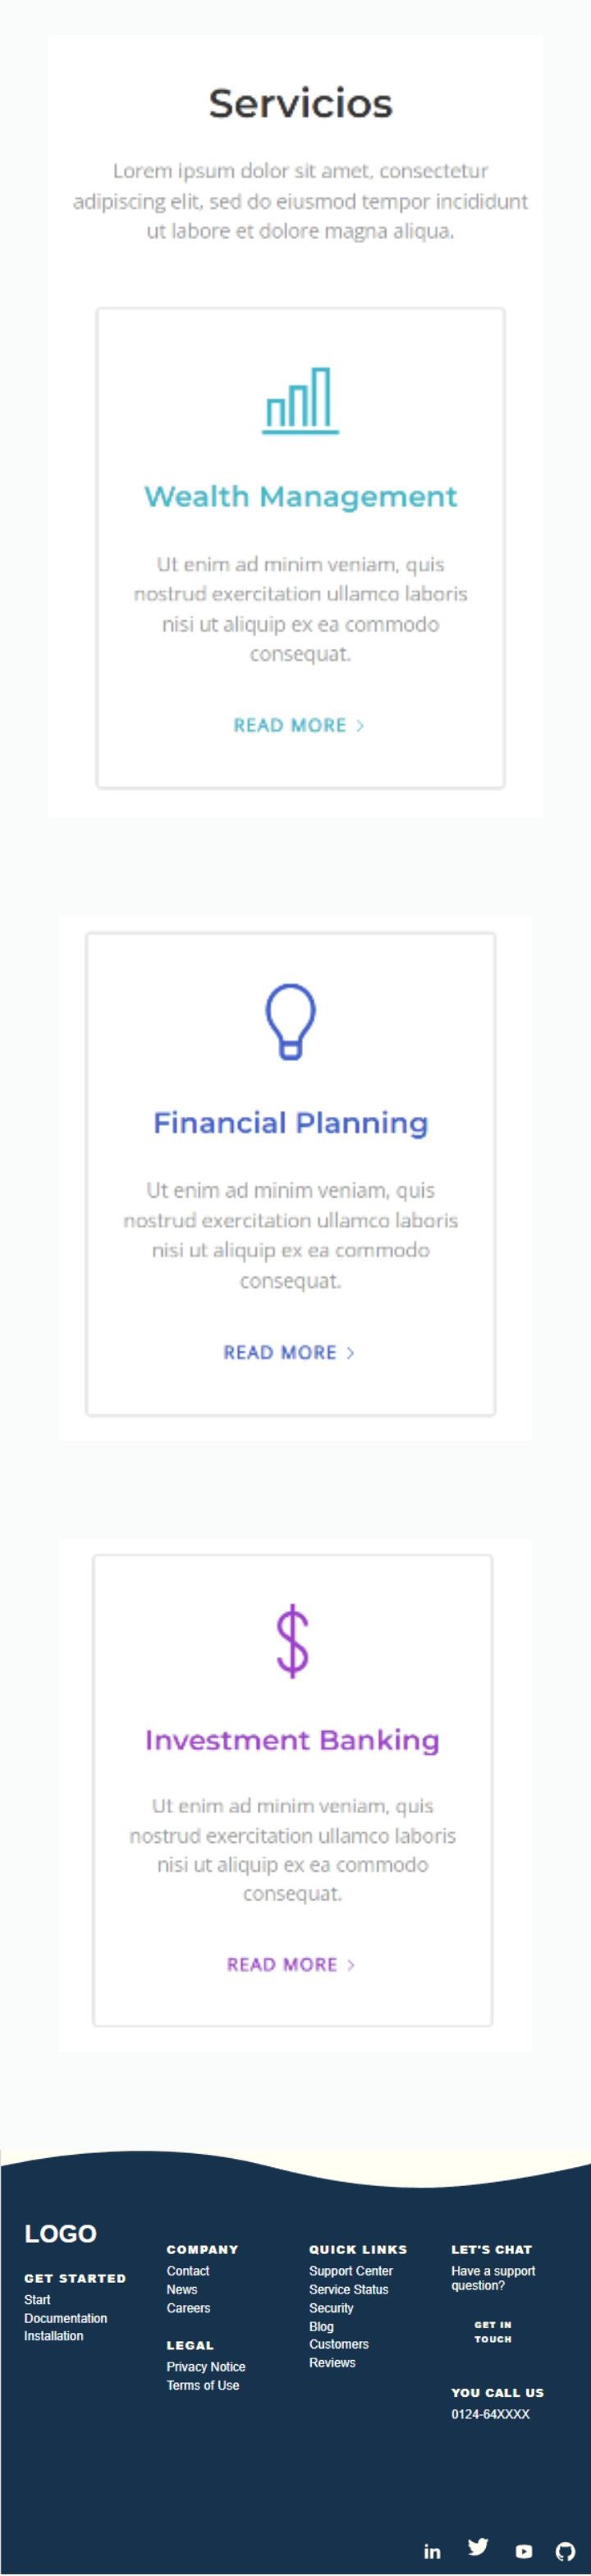 Servicios
Lorem ipsum dolor sit amet, consectetur
adipiscing elit, sed do eiusmod tempor incididunt
ut labore et dolore magna aliqua.
Wealth Management
Ut enim ad minim veniam, quis
nostrud exercitation ullamco laboris
nisi ut aliquip ex ea commodo
consequat.
READ MORE >
Financial Planning
Ut enim ad minim veniam, quis
nostrud exercitation ullamco laboris
nisi ut aliquip ex ea commodo
consequat.
READ MORE >
Investment Banking
Ut enim ad minim veniam, quis
nostrud exercitation ullamco laboris
nisi ut aliquip ex ea commodo
consequat.
READ MORE >
LOGO
GET STARTED
Start
Documentation
Installation
COMPANY
Contact
News
Careers
LEGAL
Privacy Notice
Terms of Use
QUICK LINKS
Support Center
Service Status
Security
Blog
Customers
Reviews
LET'S CHAT
Have a support
question?
GET IN
TOUCH
YOU CALL US
0124-64XXXX
in